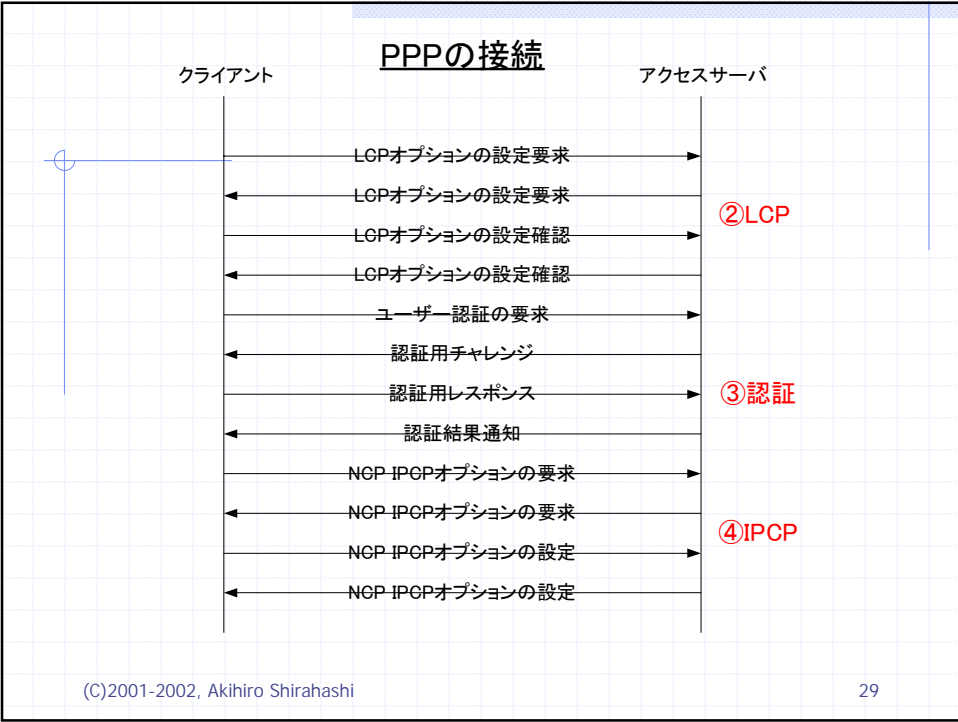 PPPの接続
クライアント
アクセスサーバ
LCPオプションの設定要求
LCPオプションの設定要求
②LCP
LCPオプションの設定確認
LCPオプションの設定確認
ユーザー認証の要求
認証用チャレンジ
認証用レスポンス
③認証
認証結果通知
NCP IPCPオプションの要求
NCP IPCPオプションの要求
④IPCP
NCP IPCPオプションの設定
NCP IPCPオプションの設定
(C)2001-2002, Akihiro Shirahashi
29